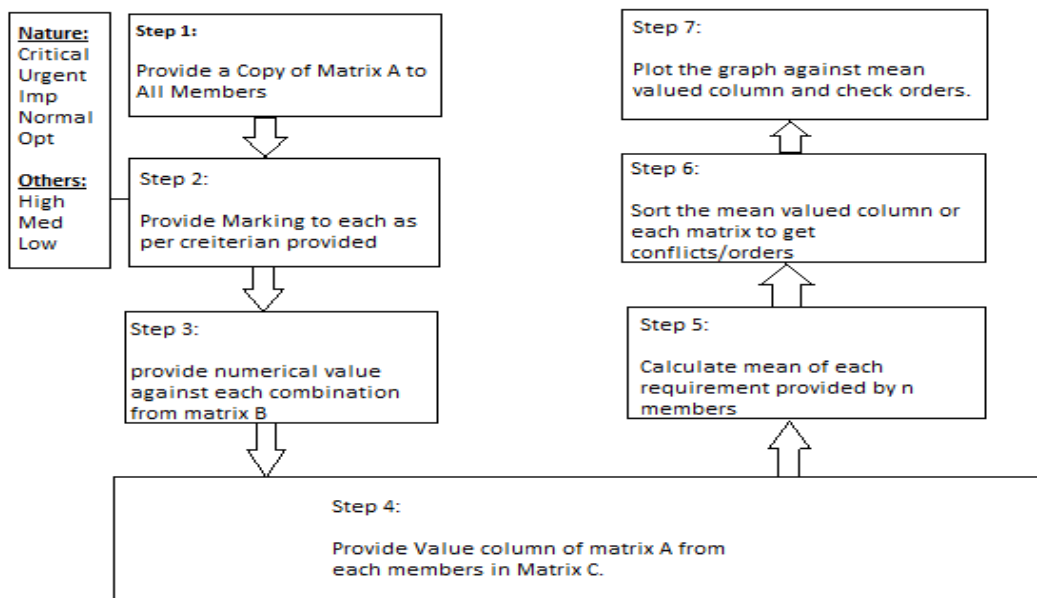 Nature:
Critical
Urgent
Imp
Normal
Opt
Others:
High
Med
Low
Step 1:
Provide a Copy of Matrix A to
All Members
Step 2:
Provide Marking to each as
per creiterian provided
Step 3:
provide numerical value
against each combination
from matrix B
Step 4:
Provide Value column of matrix A from
each members in Matrix C.
Step 5:
Calculate mean of each
requirement provided by n
members
Step 6:
Sort the mean valued column or
each matrix to get
conflicts/orders
Step 7:
Plot the graph against mean
valued column and check orders.